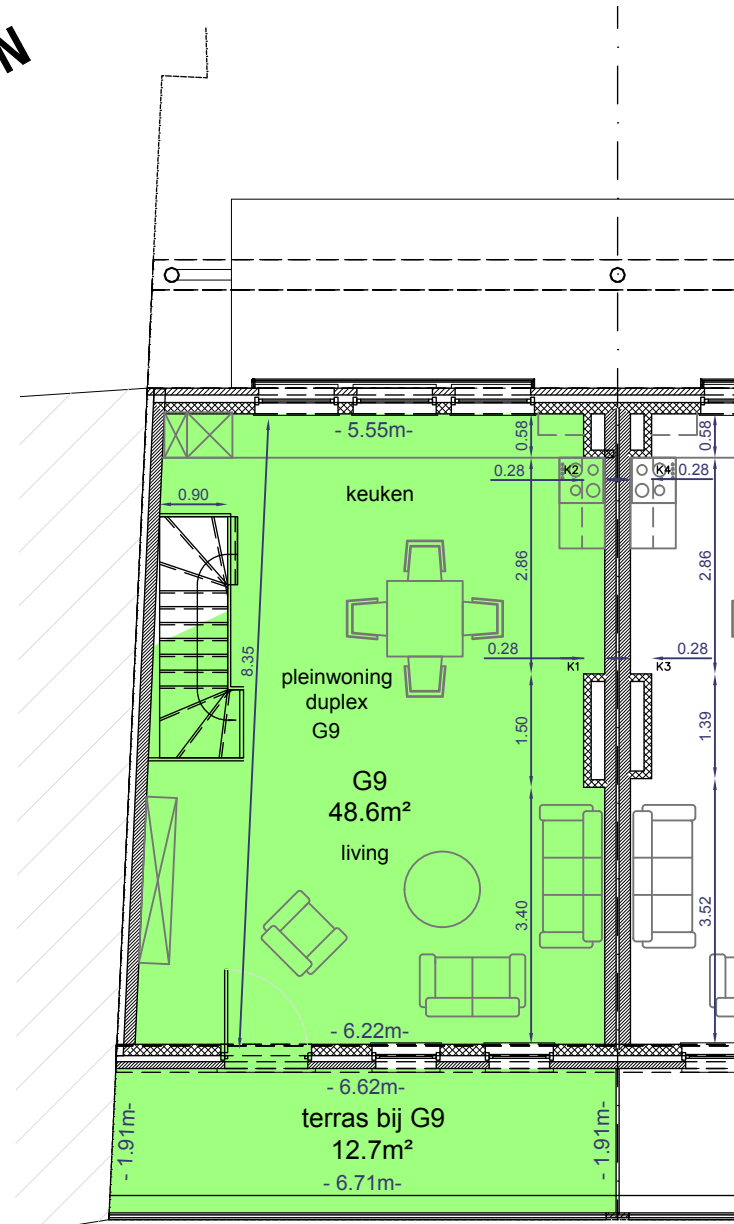 N
- 5.55m-
0.58
0.58
0.28
K2
K4
0.28
keuken
0.90
2.86
2.86
8.35
0.28
0.28
K1
K3
pleinwoning
duplex
G9
1.50
1.39
G9
48.6m²
living
3.40
3.52
- 6.22m-
- 6.62m-
terras bij G9
12.7m²
- 1.91m-
- 1.91m-
- 6.71m-